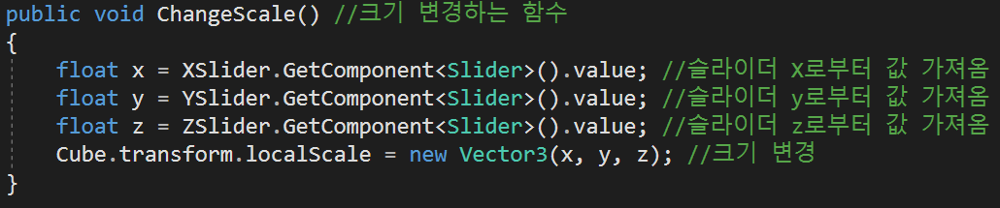 public void ChangeScale() //크기 변경하는 함수
{
    float x = XSlider.GetComponent<Slider>().value; //슬라이더 X로부터 값 가져옴
    float y = YSlider.GetComponent<Slider>().value; //슬라이더 y로부터 값 가져옴
    float z = ZSlider.GetComponent<Slider>().value; //슬라이더 z로부터 값 가져옴
    Cube.transform.localScale = new Vector3(x, y, z); //크기 변경
}